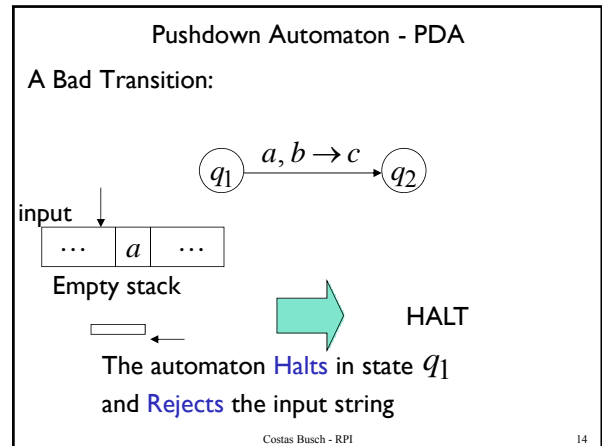 Pushdown Automaton - PDA
A Bad Transition:
a, b → c
q₁ q₂
input
⋯ a ⋯
Empty stack
HALT
The automaton Halts in state q₁
and Rejects the input string
Costas Busch - RPI 14